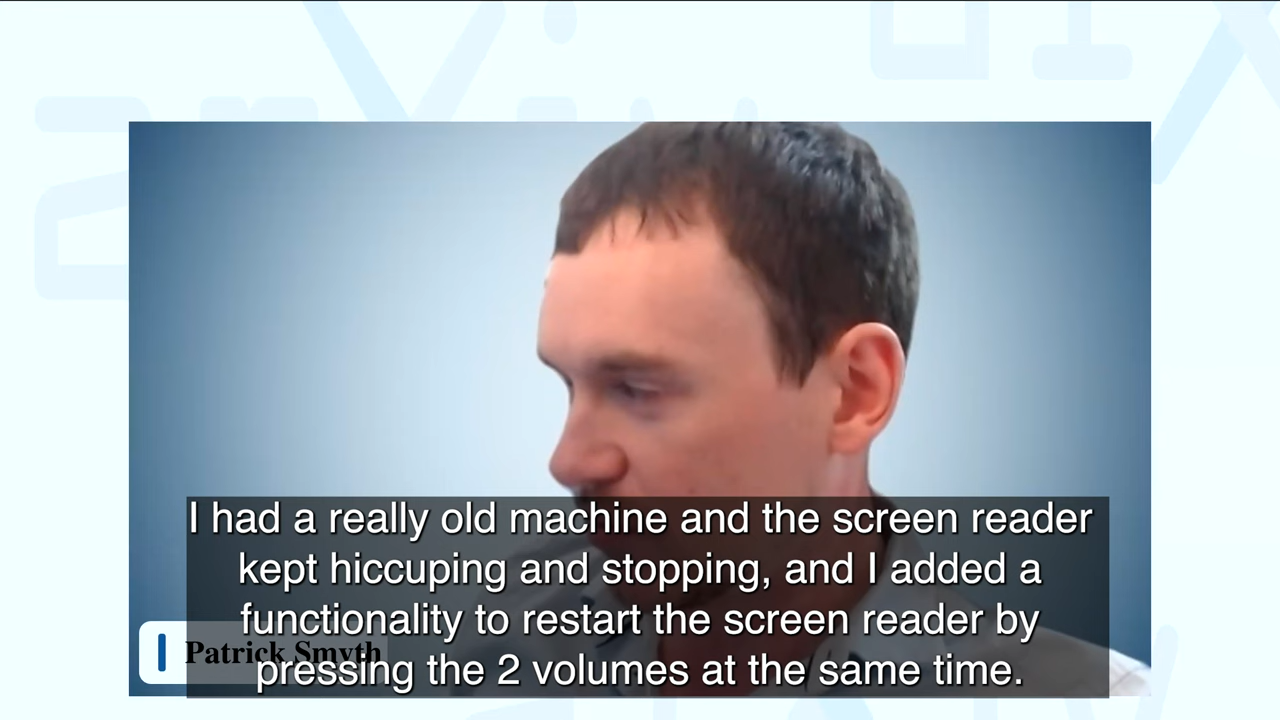 I had a really old machine and the screen reader
kept hiccuping and stopping, and I added a
functionality to restart the screen reader by
pressing the 2 volumes at the same time.
Patrick Smyth